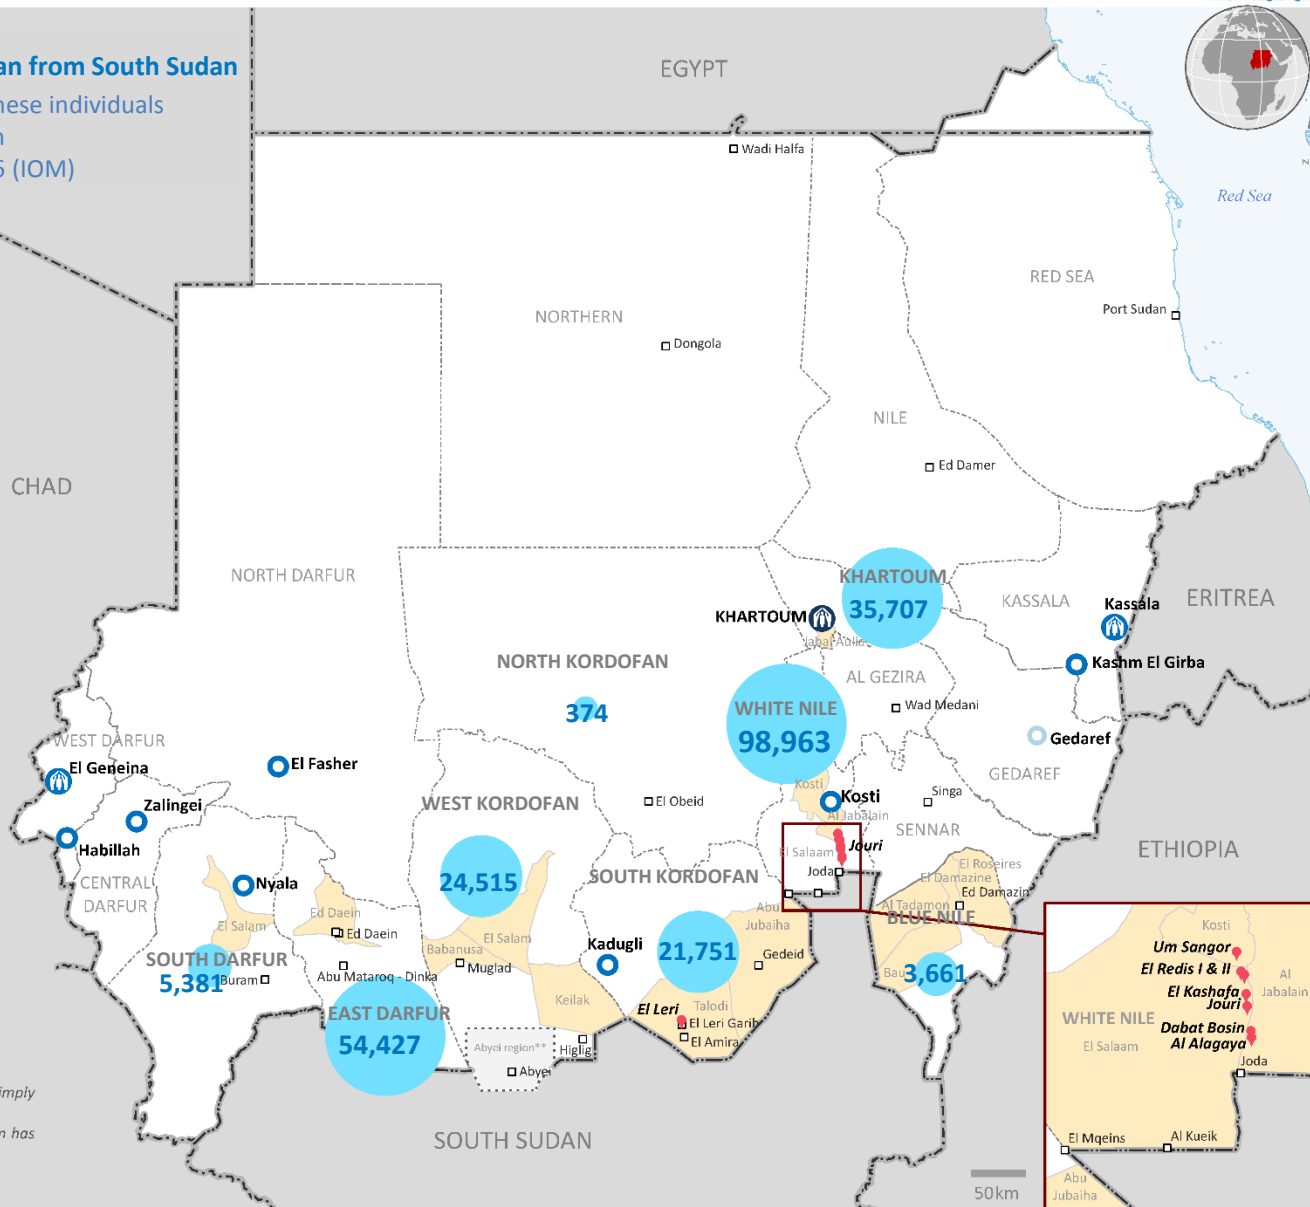 an from South Sudan
nese individuals
n
5 (IOM)
EGYPT
Wadi Halfa
Red Sea
RED SEA
Port Sudan
NORTHERN
Dongola
NILE
Ed Damer
CHAD
NORTH DARFUR
KHARTOUM
35,707
KASSALA
Kassala
ERITREA
KHARTOUM
Jabal Aulia
Kashm El Girba
NORTH KORDOFAN
374
AL GEZIRA
Wad Medani
WHITE NILE
98,963
Gedaref
GEDAREF
WEST DARFUR
El Geneina
El Fasher
Zalingei
Habillah
WEST KORDOFAN
El Obeid
Kosti
Kosti
Al Jabalain
Singa
SENNAR
El Salaam
Jouri
Joda
ETHIOPIA
CENTRAL
DARFUR
Nyala
24,515
SOUTH KORDOFAN
El Roseires
El Damazine
Ed Damazin
Al Tadamon
BLUE NILE
Abu
Jubaiha
Ed Daein
Ed Daein
El Salam
El Salam
Babanusa
Muglad
Kadugli
21,751
Gedeid
SOUTH DARFUR
5,381
Buram
Abu Mataroq - Dinka
Bau
3,661
Keilak
EAST DARFUR
54,427
El Leri
Talodi
El Leri Garib
El Amira
Abyei region**
Higlig
Abyei
SOUTH SUDAN
imply
n has
50km
Kosti
Um Sangor
El Redis I & II
Al
Jabalain
El Kashafa
Jouri
WHITE NILE
Dabat Bosin
Al Alagaya
El Salaam
Joda
El Mqeins
Al Kueik
Abu
Jubaiha